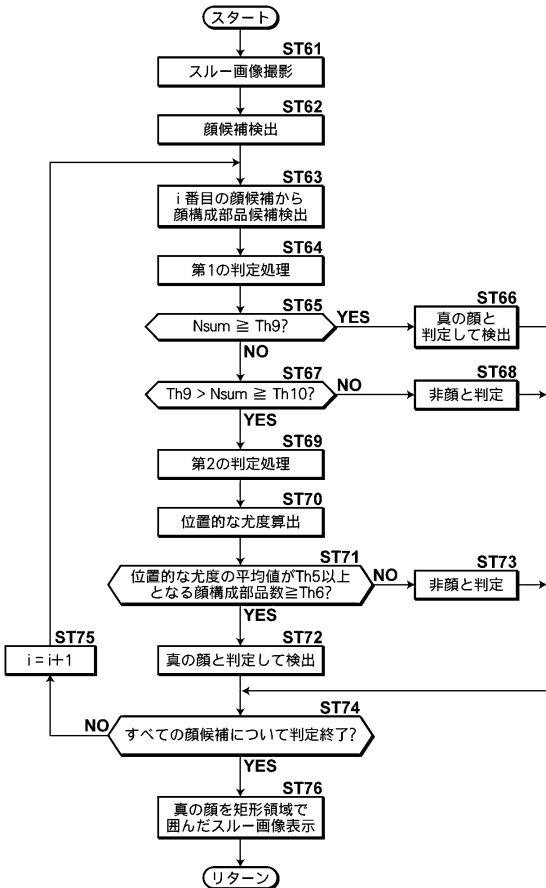 スタート
ST61
スルー画像撮影
ST62
顔候補検出
ST63
i 番目の顔候補から
顔構成部品候補検出
ST64
第1の判定処理
ST65
Nsum ≧ Th9?
YES
ST66
真の顔と
判定して検出
NO
ST67
Th9 > Nsum ≧ Th10?
NO
ST68
非顔と判定
YES
ST69
第2の判定処理
ST70
位置的な尤度算出
ST71
位置的な尤度の平均値がTh5以上
となる顔構成部品数≧Th6?
NO
ST73
非顔と判定
YES
ST72
真の顔と判定して検出
ST75
i = i+1
ST74
すべての顔候補について判定終了?
NO
YES
ST76
真の顔を矩形領域で
囲んだスルー画像表示
リターン